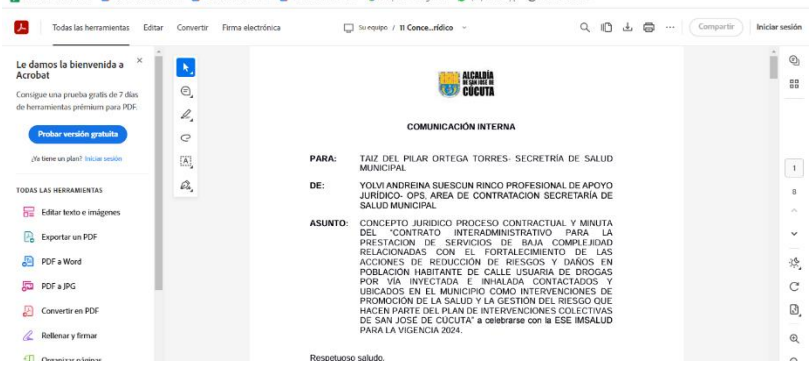 Todas las herramientas Editar Convertir Firma electrónica
Su equipo / 11 Conce...rídico
Compartir Iniciar sesión
Le damos la bienvenida a
Acrobat
Consigue una prueba gratis de 7 días
de herramientas prémium para PDF.
Probar versión gratuita
¿Ya tiene un plan? Iniciar sesión
TODAS LAS HERRAMIENTAS
Editar texto e imágenes
Exportar un PDF
PDF a Word
PDF a JPG
Convertir en PDF
Rellenar y firmar
Organizar páginas
ALCALDÍA
DE SAN JOSÉ DE
CÚCUTA
COMUNICACIÓN INTERNA
PARA: TAIZ DEL PILAR ORTEGA TORRES- SECRETRÍA DE SALUD
MUNICIPAL
DE: YOLVI ANDREINA SUESCUN RINCO PROFESIONAL DE APOYO
JURÍDICO- OPS, AREA DE CONTRATACION SECRETARÍA DE
SALUD MUNICIPAL
ASUNTO: CONCEPTO JURIDICO PROCESO CONTRACTUAL Y MINUTA
DEL "CONTRATO INTERADMINISTRATIVO PARA LA
PRESTACION DE SERVICIOS DE BAJA COMPLEJIDAD
RELACIONADAS CON EL FORTALECIMIENTO DE LAS
ACCIONES DE REDUCCIÓN DE RIESGOS Y DAÑOS EN
POBLACIÓN HABITANTE DE CALLE USUARIA DE DROGAS
POR VÍA INYECTADA E INHALADA CONTACTADOS Y
UBICADOS EN EL MUNICIPIO COMO INTERVENCIONES DE
PROMOCIÓN DE LA SALUD Y LA GESTIÓN DEL RIESGO QUE
HACEN PARTE DEL PLAN DE INTERVENCIONES COLECTIVAS
DE SAN JOSÉ DE CÚCUTA" a celebrarse con la ESE IMSALUD
PARA LA VIGENCIA 2024.
Respetuoso saludo.
1
8